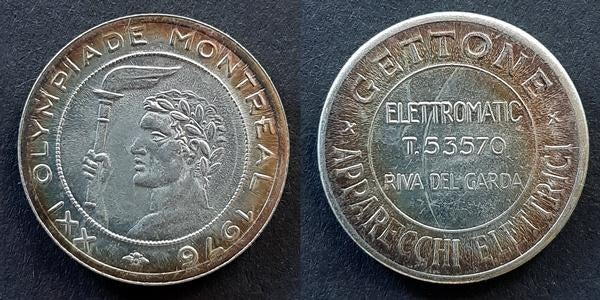 XXI OLYMPIADE MONTREAL 1976
GETTONE
ELETTROMATIC
T. 53570
RIVA DEL GARDA
* APPARECCHI ELETTRICI *